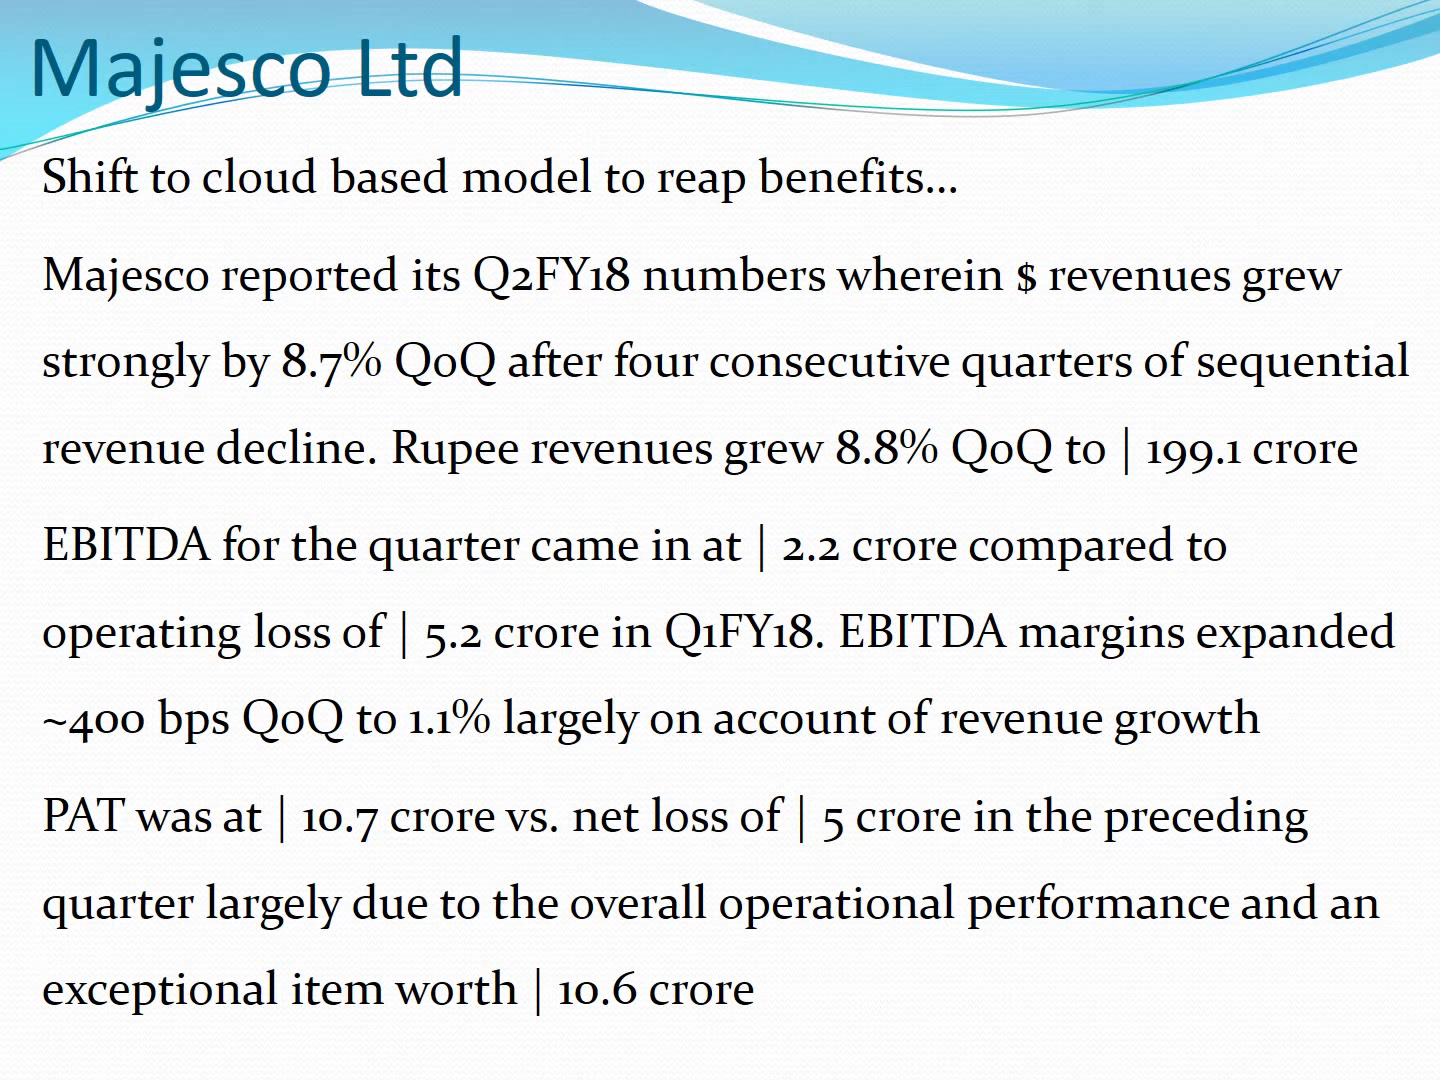 Majesco Ltd
Shift to cloud based model to reap benefits...
Majesco reported its Q2FY18 numbers wherein $ revenues grew
strongly by 8.7% QoQ after four consecutive quarters of sequential
revenue decline. Rupee revenues grew 8.8% QoQ to | 199.1 crore
EBITDA for the quarter came in at | 2.2 crore compared to
operating loss of | 5.2 crore in Q1FY18. EBITDA margins expanded
~400 bps QoQ to 1.1% largely on account of revenue growth
PAT was at | 10.7 crore vs. net loss of | 5 crore in the preceding
quarter largely due to the overall operational performance and an
exceptional item worth | 10.6 crore